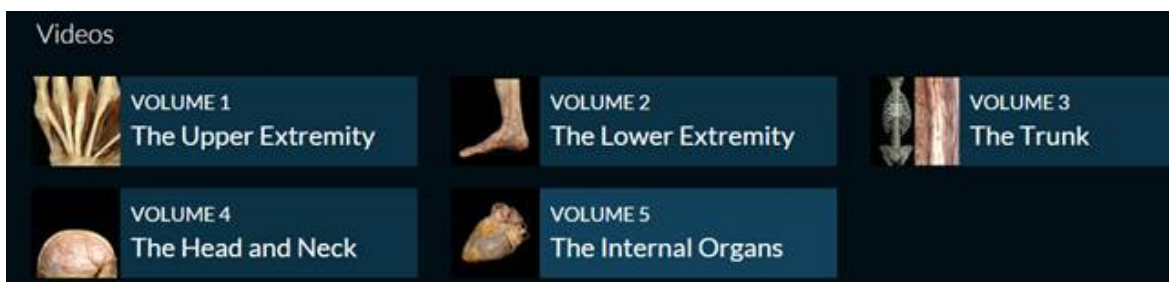 Videos
VOLUME 1
The Upper Extremity
VOLUME 2
The Lower Extremity
VOLUME 3
The Trunk
VOLUME 4
The Head and Neck
VOLUME 5
The Internal Organs